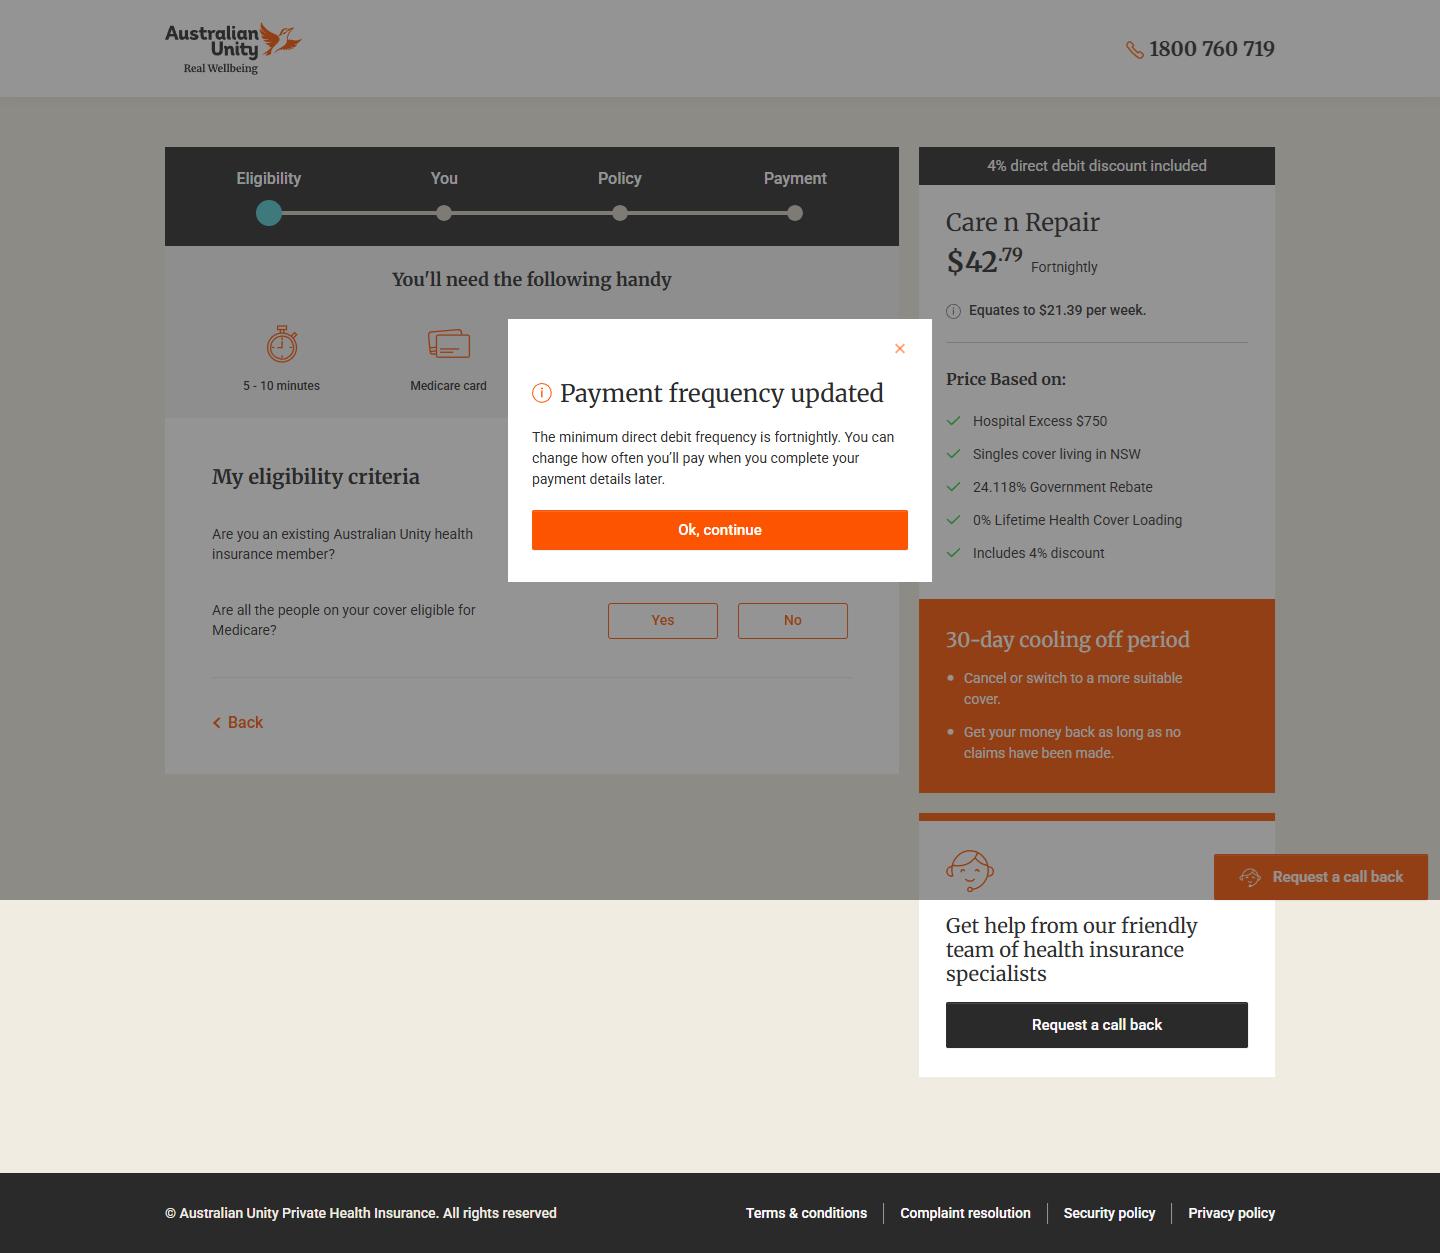 Australian
Unity
Real Wellbeing
1800 760 719
Eligibility
You
Policy
Payment
You'll need the following handy
5 - 10 minutes
Medicare card
My eligibility criteria
Are you an existing Australian Unity health
insurance member?
Are all the people on your cover eligible for
Medicare?
Yes
No
Back
Payment frequency updated
The minimum direct debit frequency is fortnightly. You can
change how often you’ll pay when you complete your
payment details later.
Ok, continue
4% direct debit discount included
Care n Repair
$42.79 Fortnightly
Equates to $21.39 per week.
Price Based on:
Hospital Excess $750
Singles cover living in NSW
24.118% Government Rebate
0% Lifetime Health Cover Loading
Includes 4% discount
30-day cooling off period
Cancel or switch to a more suitable
cover.
Get your money back as long as no
claims have been made.
Request a call back
Get help from our friendly
team of health insurance
specialists
Request a call back
© Australian Unity Private Health Insurance. All rights reserved
Terms & conditions
Complaint resolution
Security policy
Privacy policy